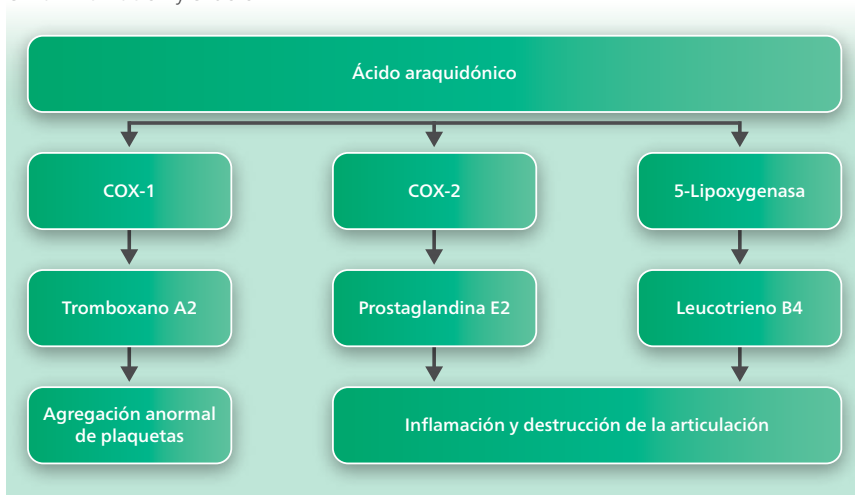 Ácido araquidónico
COX-1
COX-2
5-Lipoxygenasa
Tromboxano A2
Prostaglandina E2
Leucotrieno B4
Agregación anormal
de plaquetas
Inflamación y destrucción de la articulación